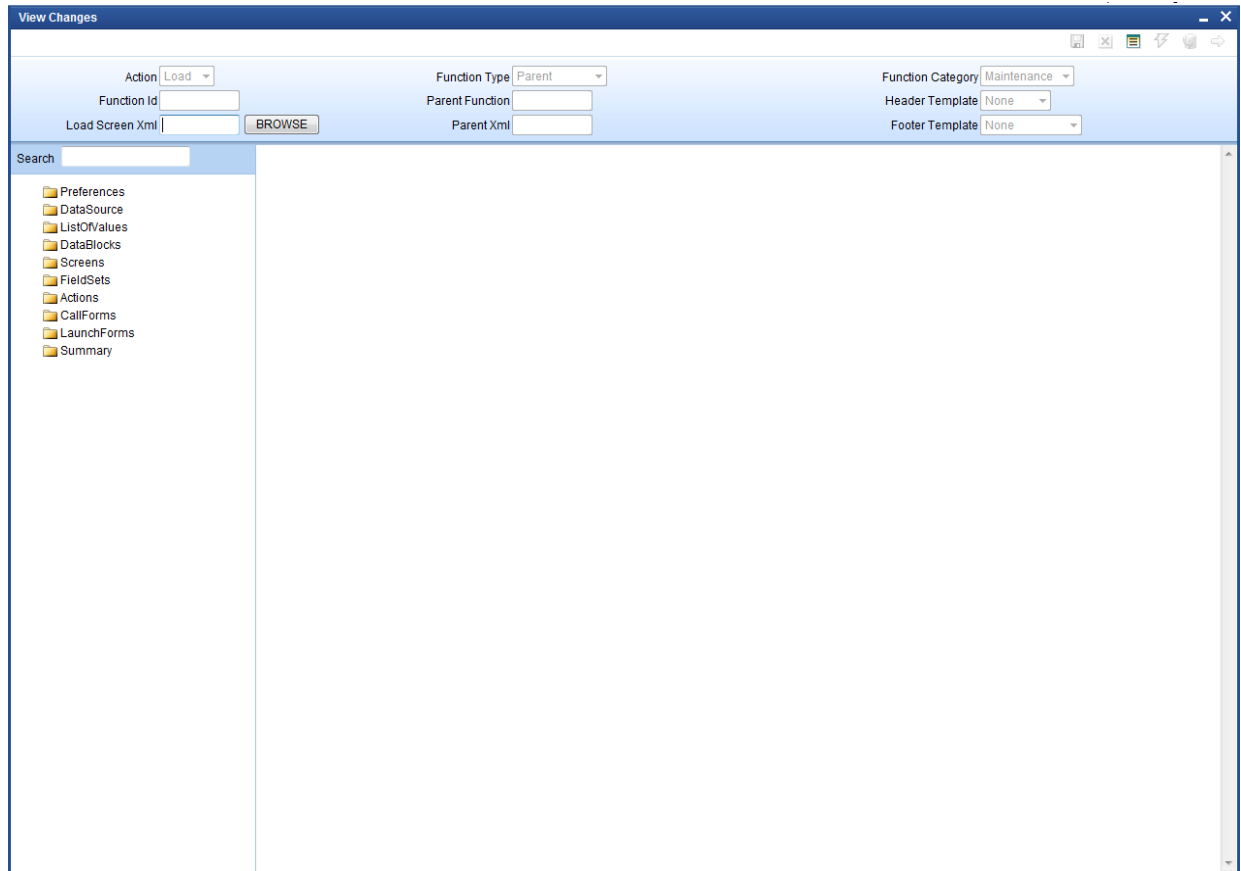 View Changes
Action Load Function Type Parent Function Category Maintenance
Function Id Parent Function Header Template None
Load Screen Xml BROWSE Parent Xml Footer Template None
Search
Preferences
DataSource
ListOfValues
DataBlocks
Screens
FieldSets
Actions
CallForms
LaunchForms
Summary